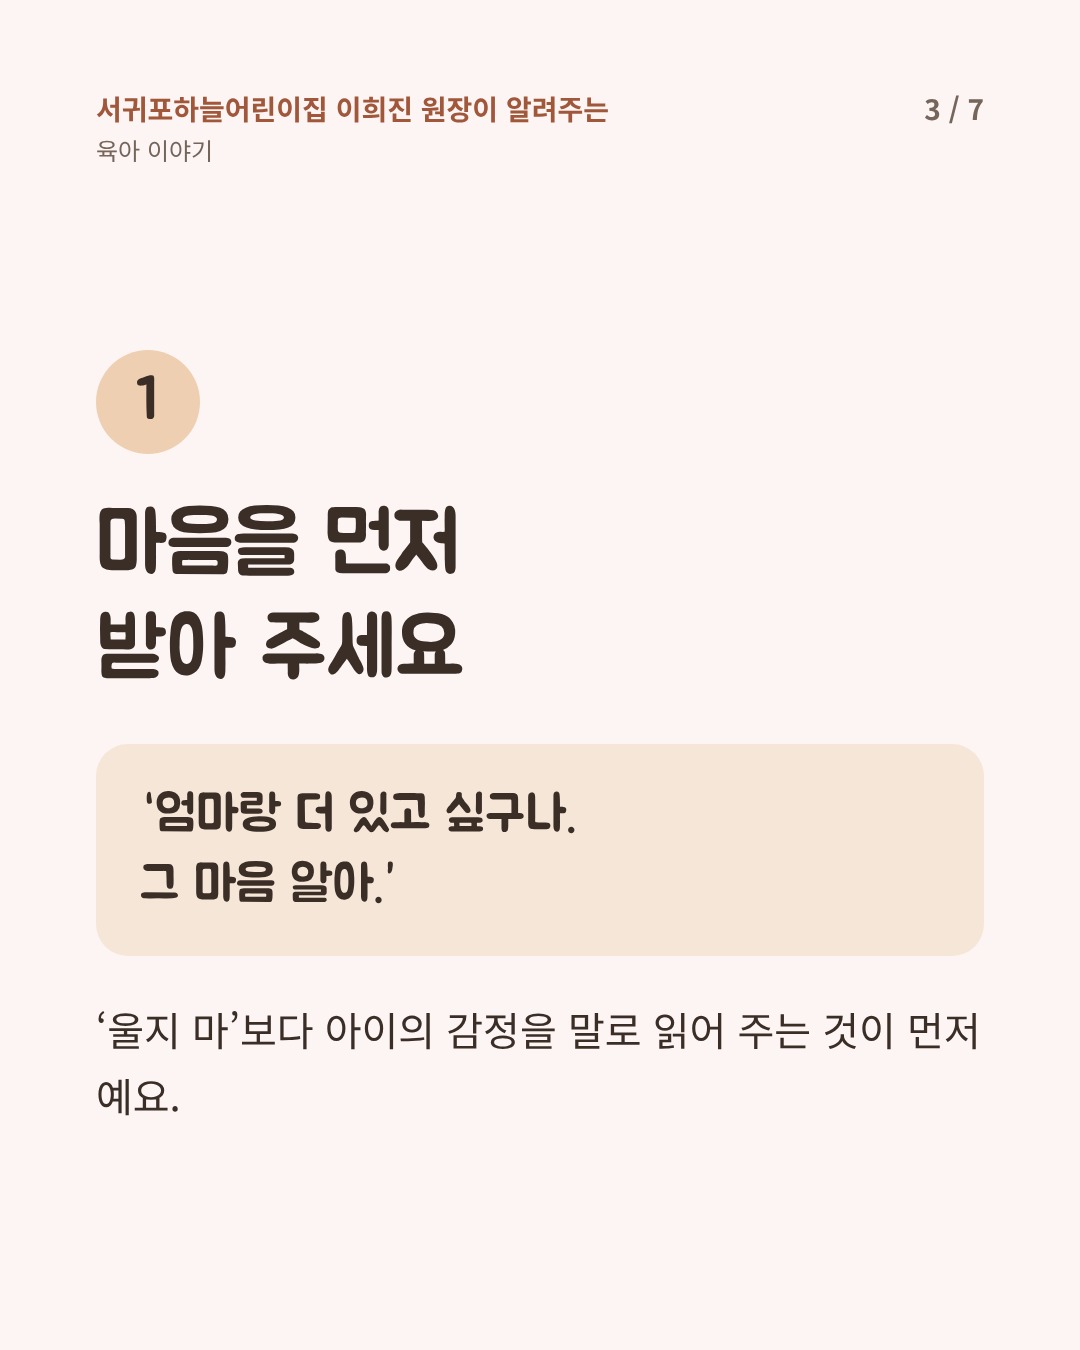 서귀포하늘어린이집 이희진 원장이 알려주는
3 / 7
육아 이야기
1
마음을 먼저
받아 주세요
‘엄마랑 더 있고 싶구나.
그 마음 알아.’
‘울지 마’보다 아이의 감정을 말로 읽어 주는 것이 먼저
예요.